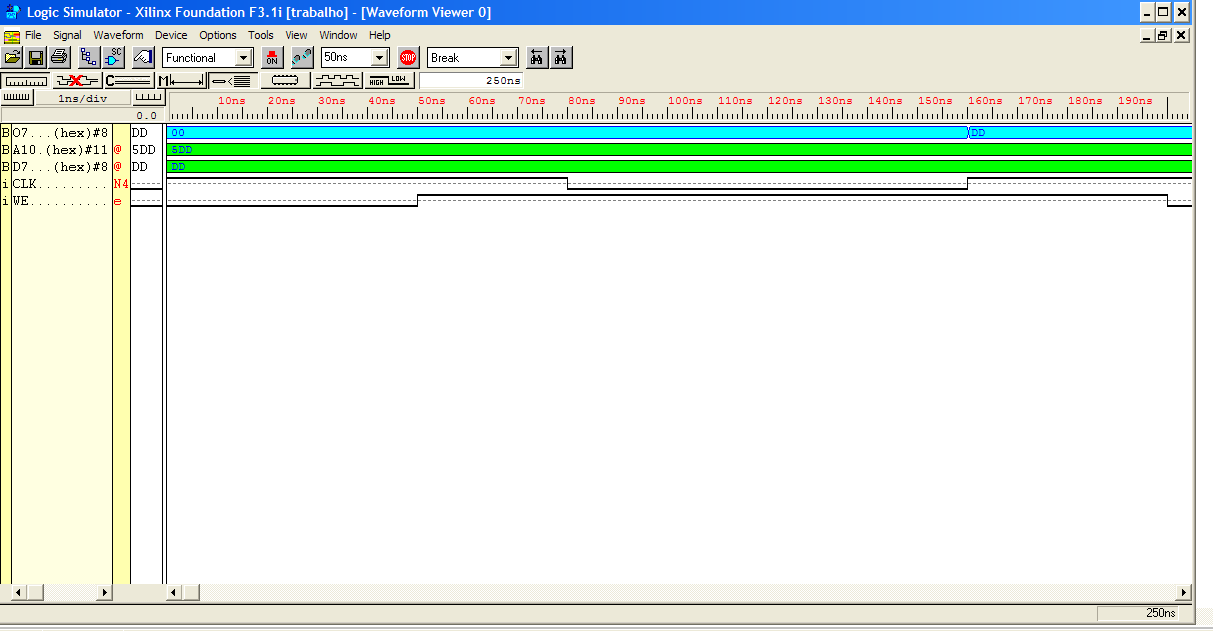 Logic Simulator - Xilinx Foundation F3.1i [trabalho] - [Waveform Viewer 0]
File Signal Waveform Device Options Tools View Window Help
SC Functional ON 50ns STOP Break
C M HIGH LOW 250ns
1ns/div 10ns 20ns 30ns 40ns 50ns 60ns 70ns 80ns 90ns 100ns 110ns 120ns 130ns 140ns 150ns 160ns 170ns 180ns 190ns
0.0
B O7...(hex)#8 DD 00 DD
B A10.(hex)#11 @ 5DD 5DD
B D7...(hex)#8 @ DD DD
i CLK......... N4
i WE.......... e
250ns